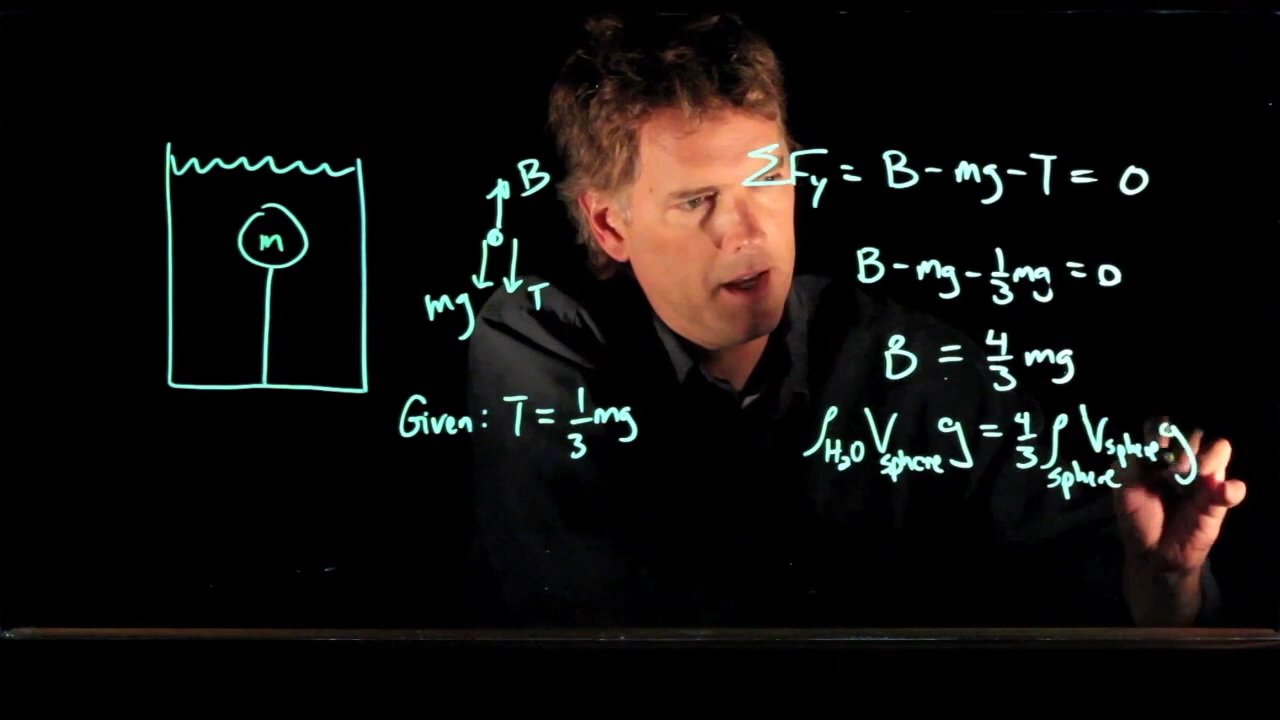 m
B
mg T
Given: T = 1/3 mg
ΣFy = B - mg - T = 0
B - mg - 1/3 mg = 0
B = 4/3 mg
ρH₂O Vsphere g = 4/3 ρsphere Vsphere g